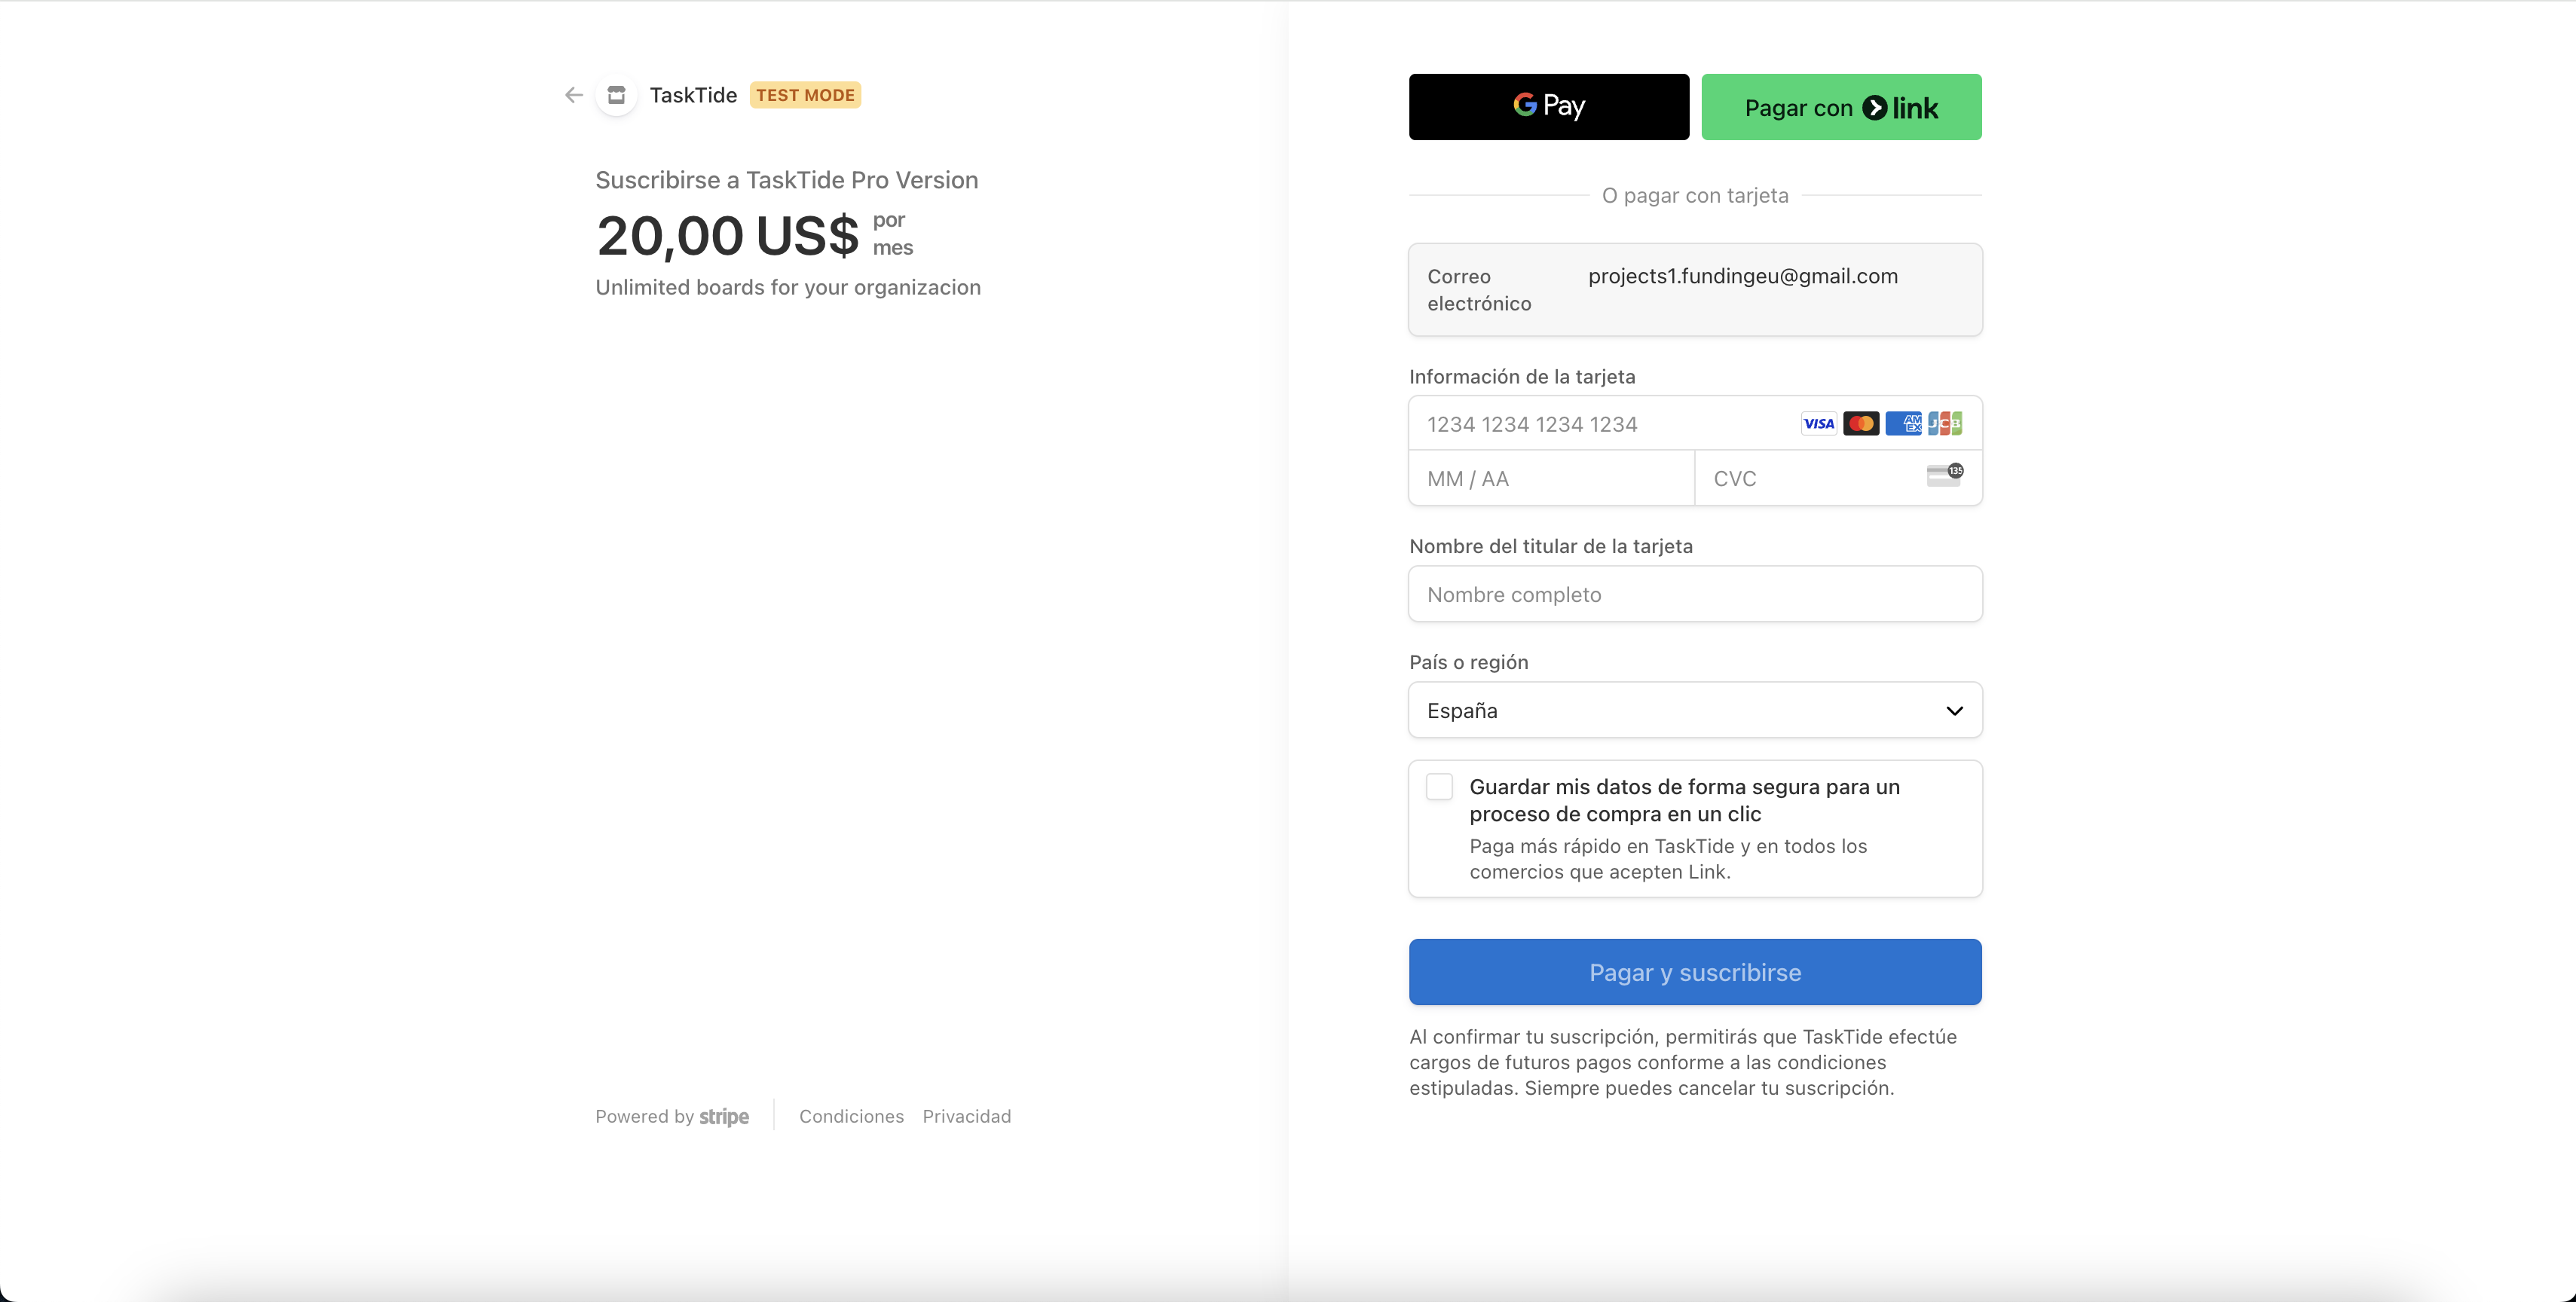 TaskTide TEST MODE
Suscribirse a TaskTide Pro Version
20,00 US$ por
mes
Unlimited boards for your organizacion
Powered by stripe Condiciones Privacidad
G Pay
Pagar con link
O pagar con tarjeta
Correo
electrónico
projects1.fundingeu@gmail.com
Información de la tarjeta
1234 1234 1234 1234 VISA AMEX JCB
MM / AA CVC 135
Nombre del titular de la tarjeta
Nombre completo
País o región
España
Guardar mis datos de forma segura para un
proceso de compra en un clic
Paga más rápido en TaskTide y en todos los
comercios que acepten Link.
Pagar y suscribirse
Al confirmar tu suscripción, permitirás que TaskTide efectúe
cargos de futuros pagos conforme a las condiciones
estipuladas. Siempre puedes cancelar tu suscripción.